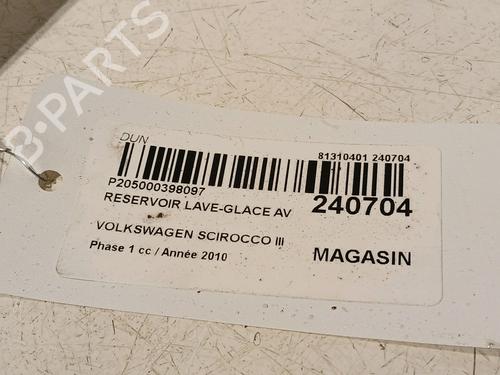 B-PARTS
DUN
81310401 240704
P205000398097
RESERVOIR LAVE-GLACE AV
240704
VOLKSWAGEN SCIROCCO III
Phase 1 cc / Année 2010
MAGASIN